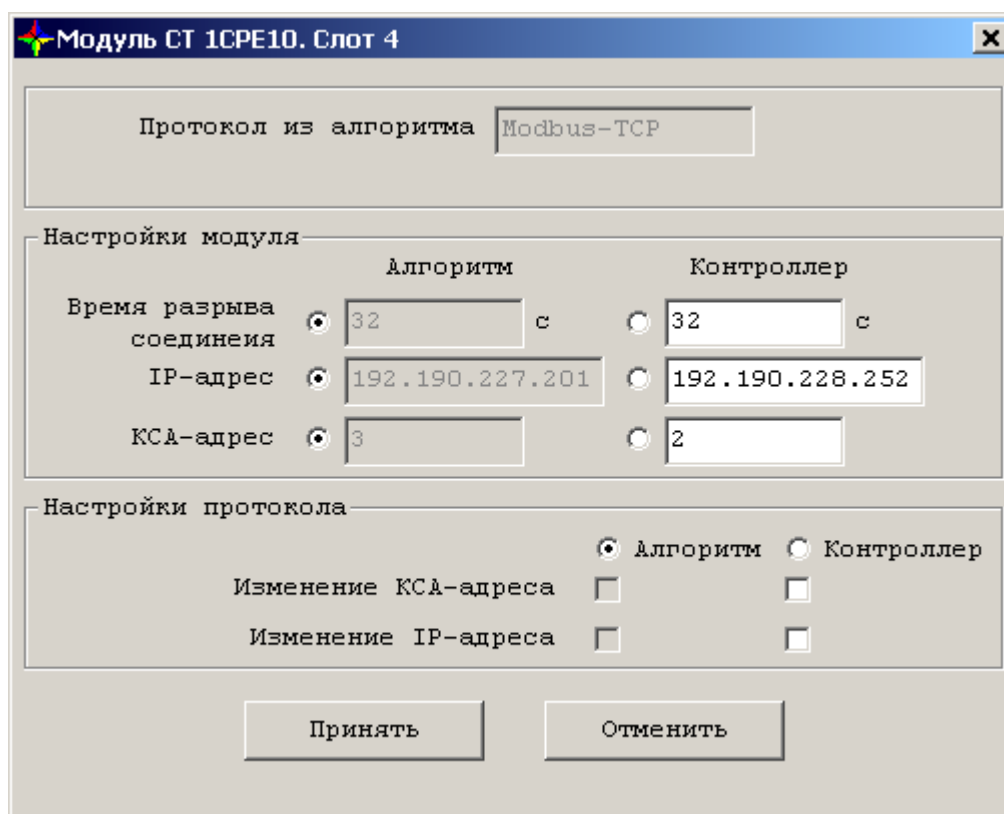 Модуль СТ 1CPE10. Слот 4
Протокол из алгоритма Modbus-TCP
Настройки модуля
Алгоритм Контроллер
Время разрыва
соединеия
32 с 32 с
IP-адрес 192.190.227.201 192.190.228.252
КСА-адрес 3 2
Настройки протокола
Алгоритм Контроллер
Изменение КСА-адреса
Изменение IP-адреса
Принять Отменить